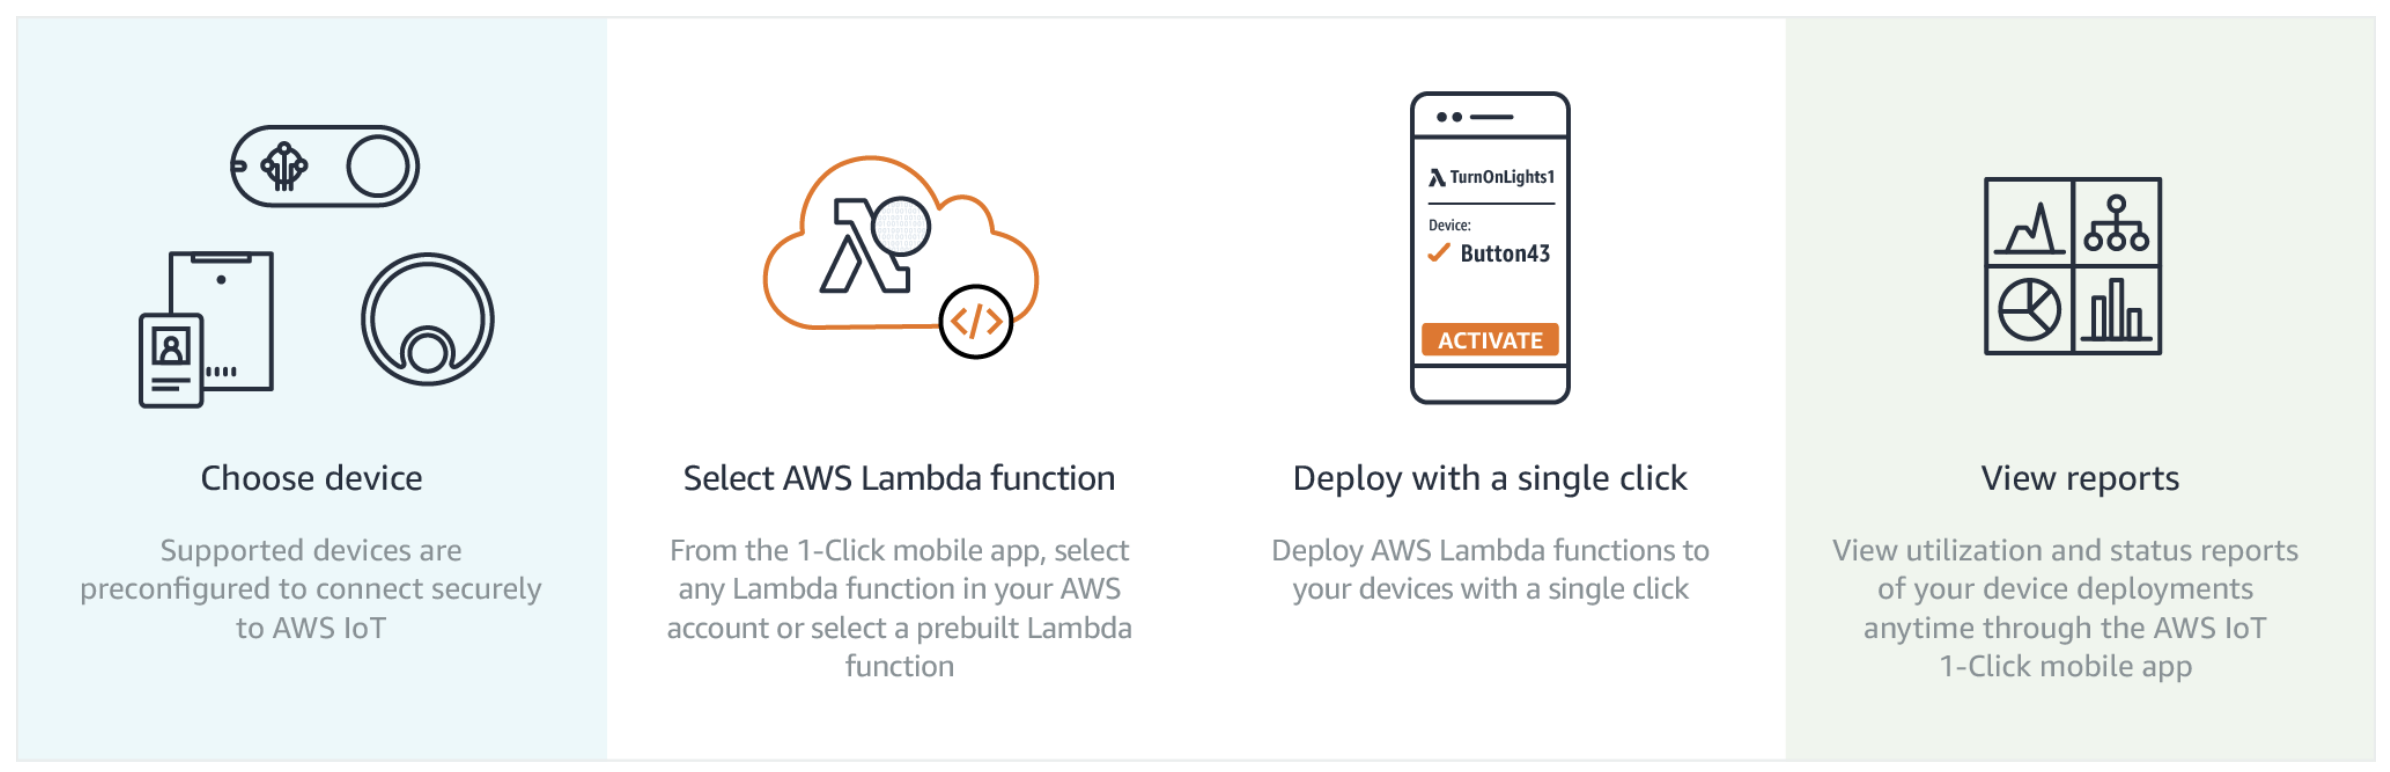 TurnOnLights1
Device:
Button43
ACTIVATE
</>
Choose device
Supported devices are
preconfigured to connect securely
to AWS IoT
Select AWS Lambda function
From the 1-Click mobile app, select
any Lambda function in your AWS
account or select a prebuilt Lambda
function
Deploy with a single click
Deploy AWS Lambda functions to
your devices with a single click
View reports
View utilization and status reports
of your device deployments
anytime through the AWS IoT
1-Click mobile app